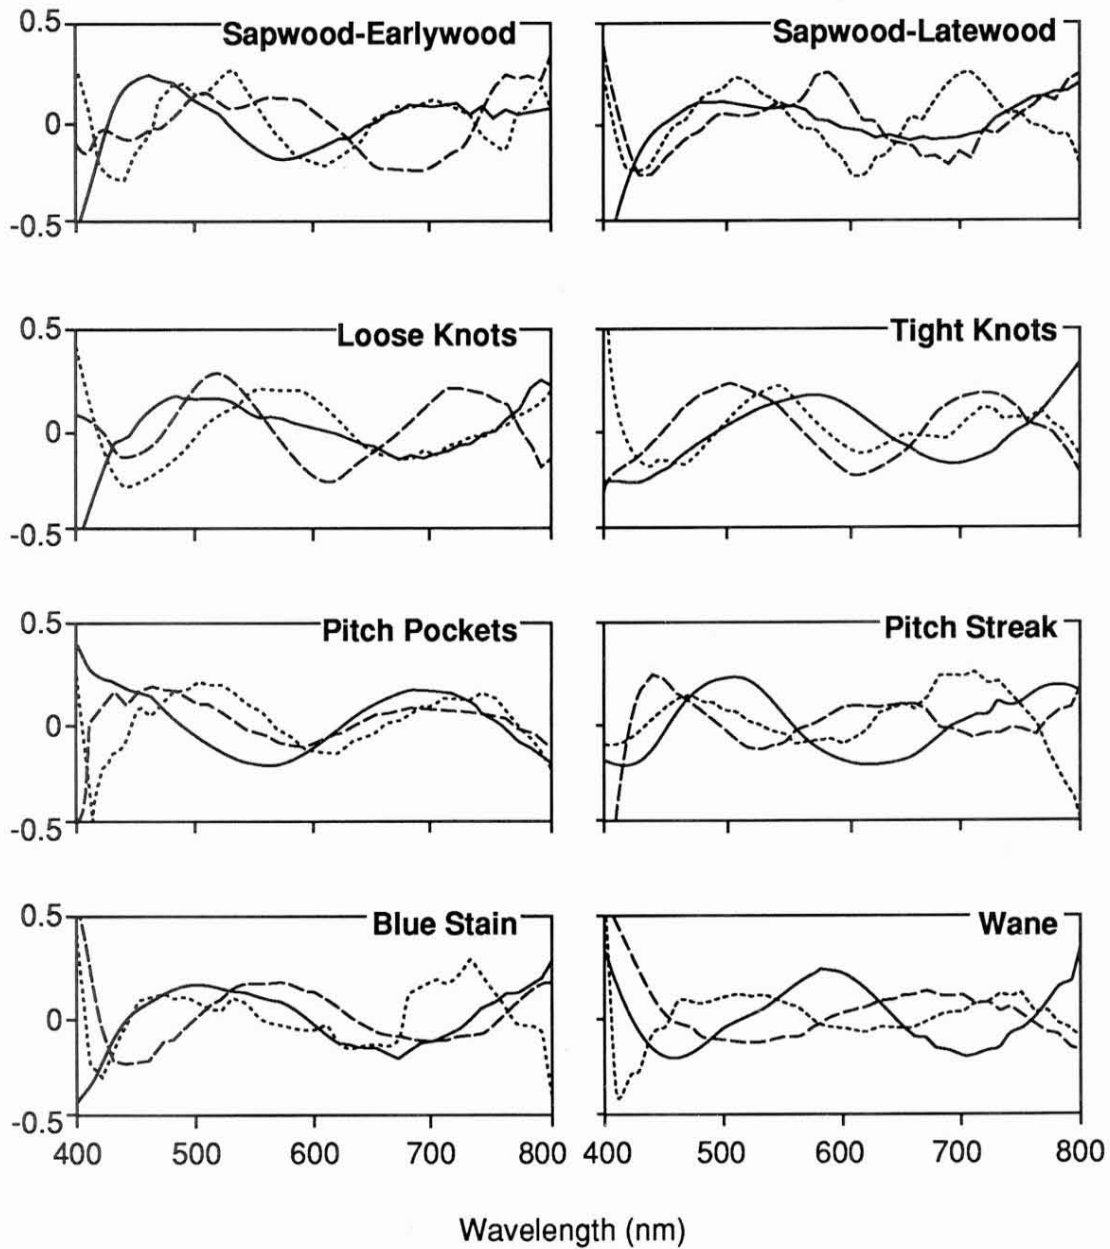 0.5
Sapwood-Earlywood
Sapwood-Latewood
0
-0.5
0.5
Loose Knots
Tight Knots
0
-0.5
0.5
Pitch Pockets
Pitch Streak
0
-0.5
0.5
Blue Stain
Wane
0
-0.5
400 500 600 700 800
400 500 600 700 800
Wavelength (nm)